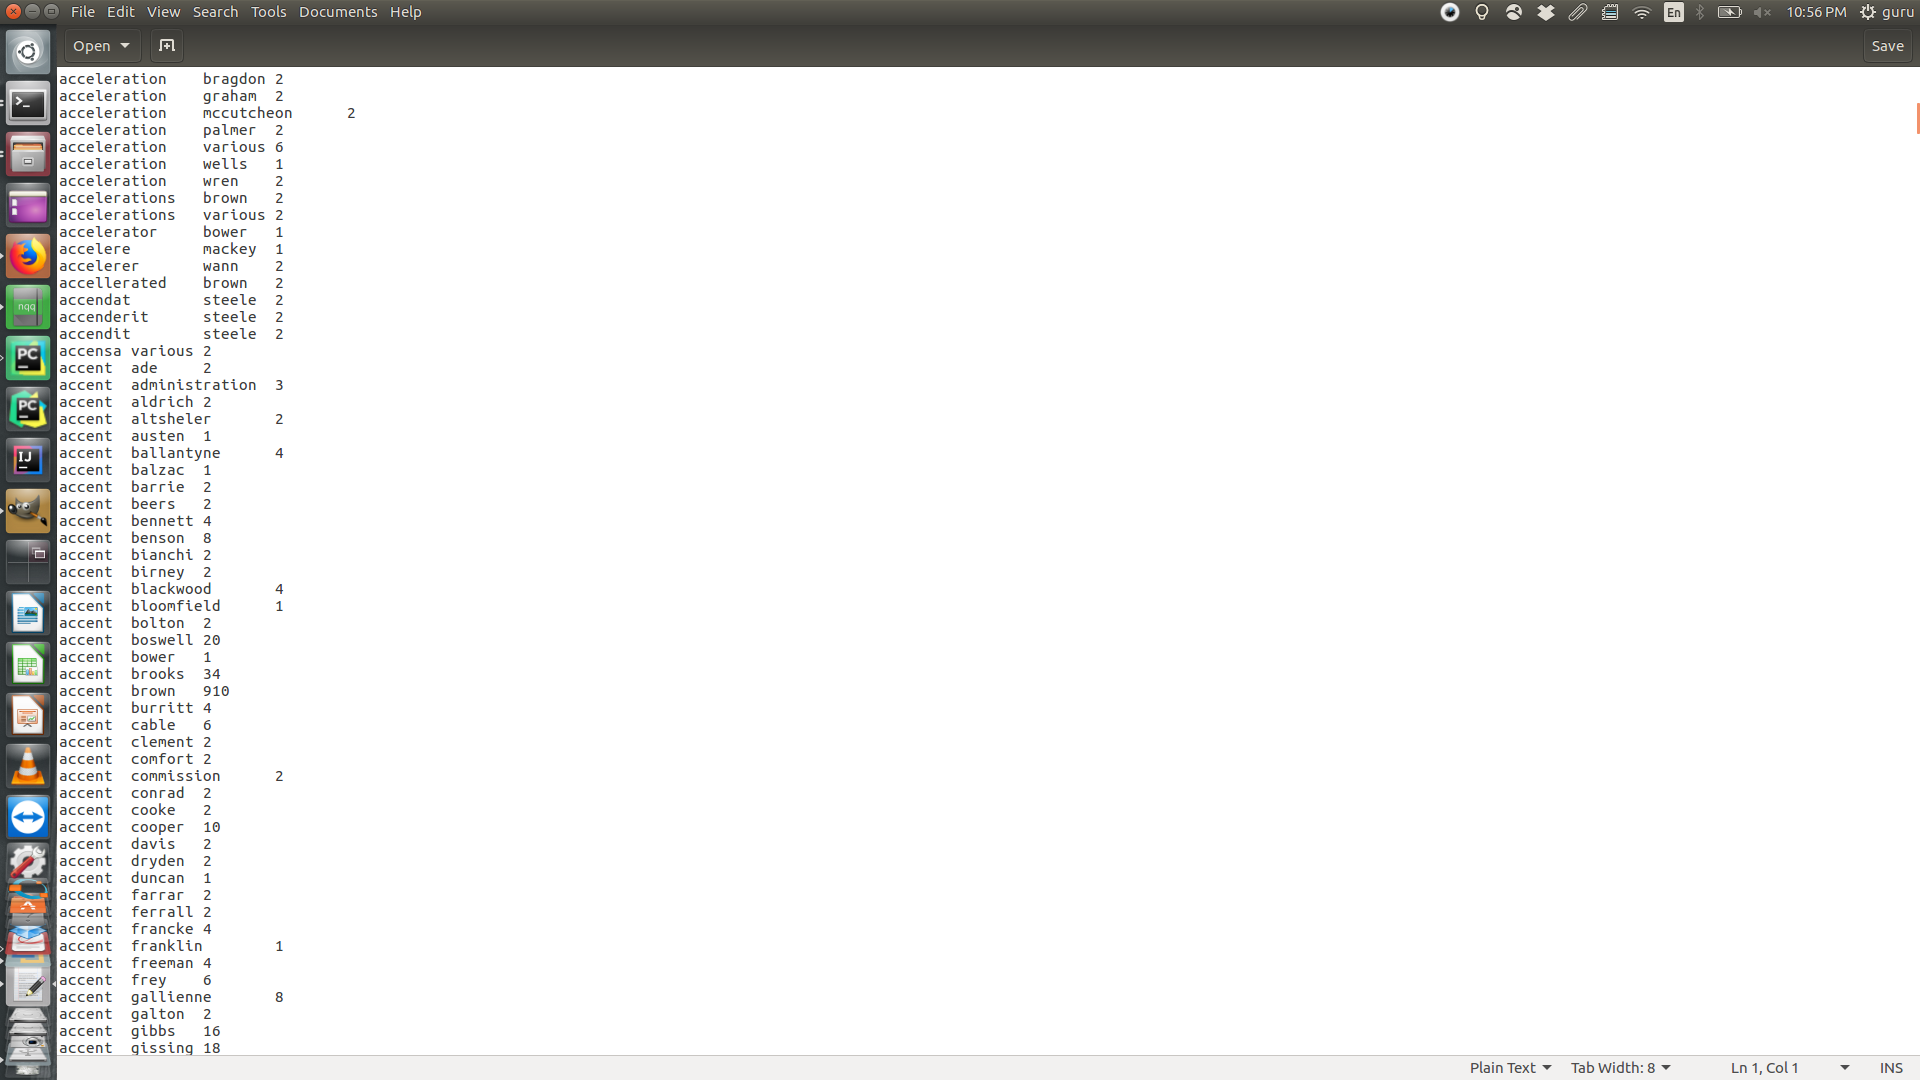 File Edit View Search Tools Documents Help
En 10:56 PM guru
Open Save
acceleration bragdon 2
acceleration graham 2
acceleration mccutcheon 2
acceleration palmer 2
acceleration various 6
acceleration wells 1
acceleration wren 2
accelerations brown 2
accelerations various 2
accelerator bower 1
accelere mackey 1
accelerer wann 2
accellerated brown 2
accendat steele 2
accenderit steele 2
accendit steele 2
accensa various 2
accent ade 2
accent administration 3
accent aldrich 2
accent altsheler 2
accent austen 1
accent ballantyne 4
accent balzac 1
accent barrie 2
accent beers 2
accent bennett 4
accent benson 8
accent bianchi 2
accent birney 2
accent blackwood 4
accent bloomfield 1
accent bolton 2
accent boswell 20
accent bower 1
accent brooks 34
accent brown 910
accent burritt 4
accent cable 6
accent clement 2
accent comfort 2
accent commission 2
accent conrad 2
accent cooke 2
accent cooper 10
accent davis 2
accent dryden 2
accent duncan 1
accent farrar 2
accent ferrall 2
accent francke 4
accent franklin 1
accent freeman 4
accent frey 6
accent gallienne 8
accent galton 2
accent gibbs 16
accent gissing 18
nqq
PC
PC
IJ
Plain Text Tab Width: 8 Ln 1, Col 1 INS